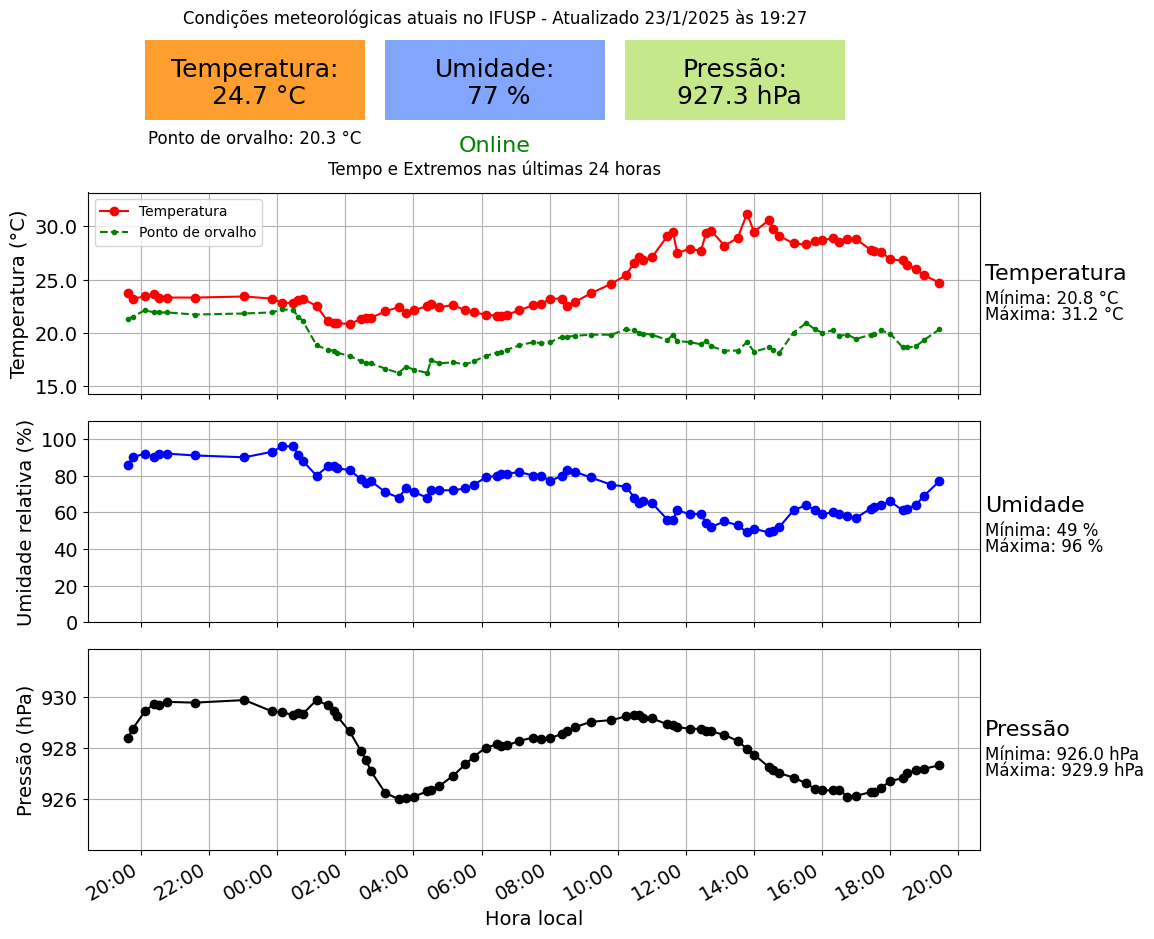 Condições meteorológicas atuais no IFUSP - Atualizado 23/1/2025 às 19:27
Temperatura:
24.7 °C
Umidade:
77 %
Pressão:
927.3 hPa
Ponto de orvalho: 20.3 °C
Online
Tempo e Extremos nas últimas 24 horas
Temperatura
Ponto de orvalho
Temperatura (°C)
30.0
25.0
20.0
15.0
Temperatura
Mínima: 20.8 °C
Máxima: 31.2 °C
Umidade relativa (%)
100
80
60
40
20
0
Umidade
Mínima: 49 %
Máxima: 96 %
Pressão (hPa)
930
928
926
Pressão
Mínima: 926.0 hPa
Máxima: 929.9 hPa
20:00
22:00
00:00
02:00
04:00
06:00
08:00
10:00
12:00
14:00
16:00
18:00
20:00
Hora local